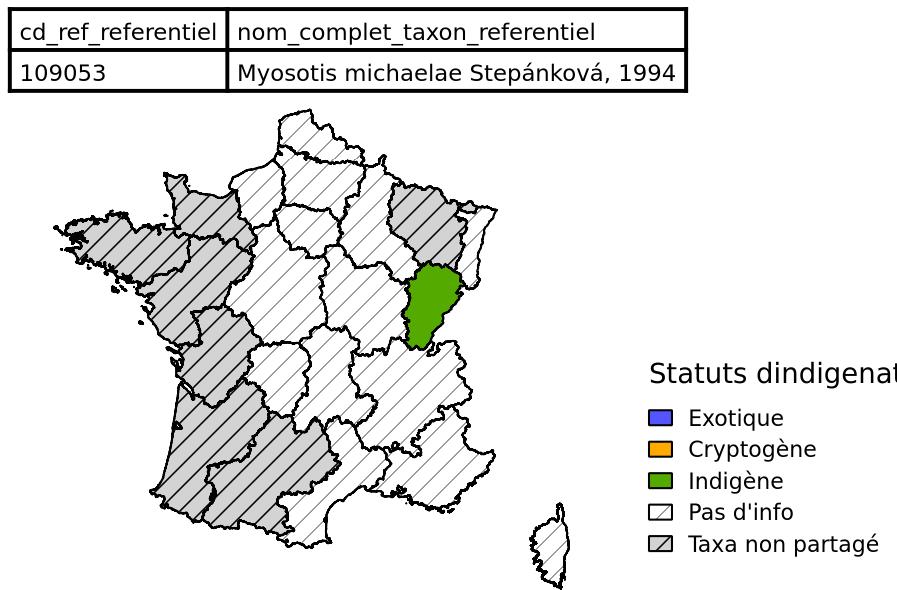 cd_ref_referentiel nom_complet_taxon_referentiel
109053 Myosotis michaelae Stepánková, 1994
Statuts dindigenat
Exotique
Cryptogène
Indigène
Pas d'info
Taxa non partagé